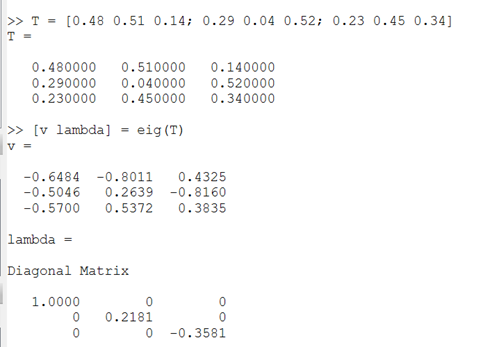 >> T = [0.48 0.51 0.14; 0.29 0.04 0.52; 0.23 0.45 0.34]
T =
0.480000 0.510000 0.140000
0.290000 0.040000 0.520000
0.230000 0.450000 0.340000
>> [v lambda] = eig(T)
v =
-0.6484 -0.8011 0.4325
-0.5046 0.2639 -0.8160
-0.5700 0.5372 0.3835
lambda =
Diagonal Matrix
1.0000 0 0
0 0.2181 0
0 0 -0.3581